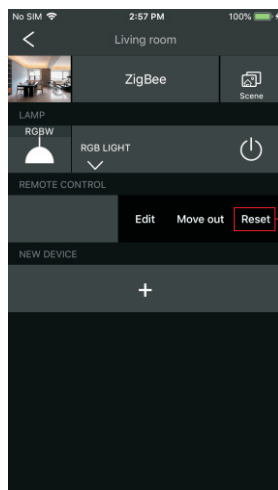 No SIM 2:57 PM 100%
Living room
ZigBee
Scene
LAMP
RGBW
RGB LIGHT
REMOTE CONTROL
Edit Move out Reset
NEW DEVICE
+